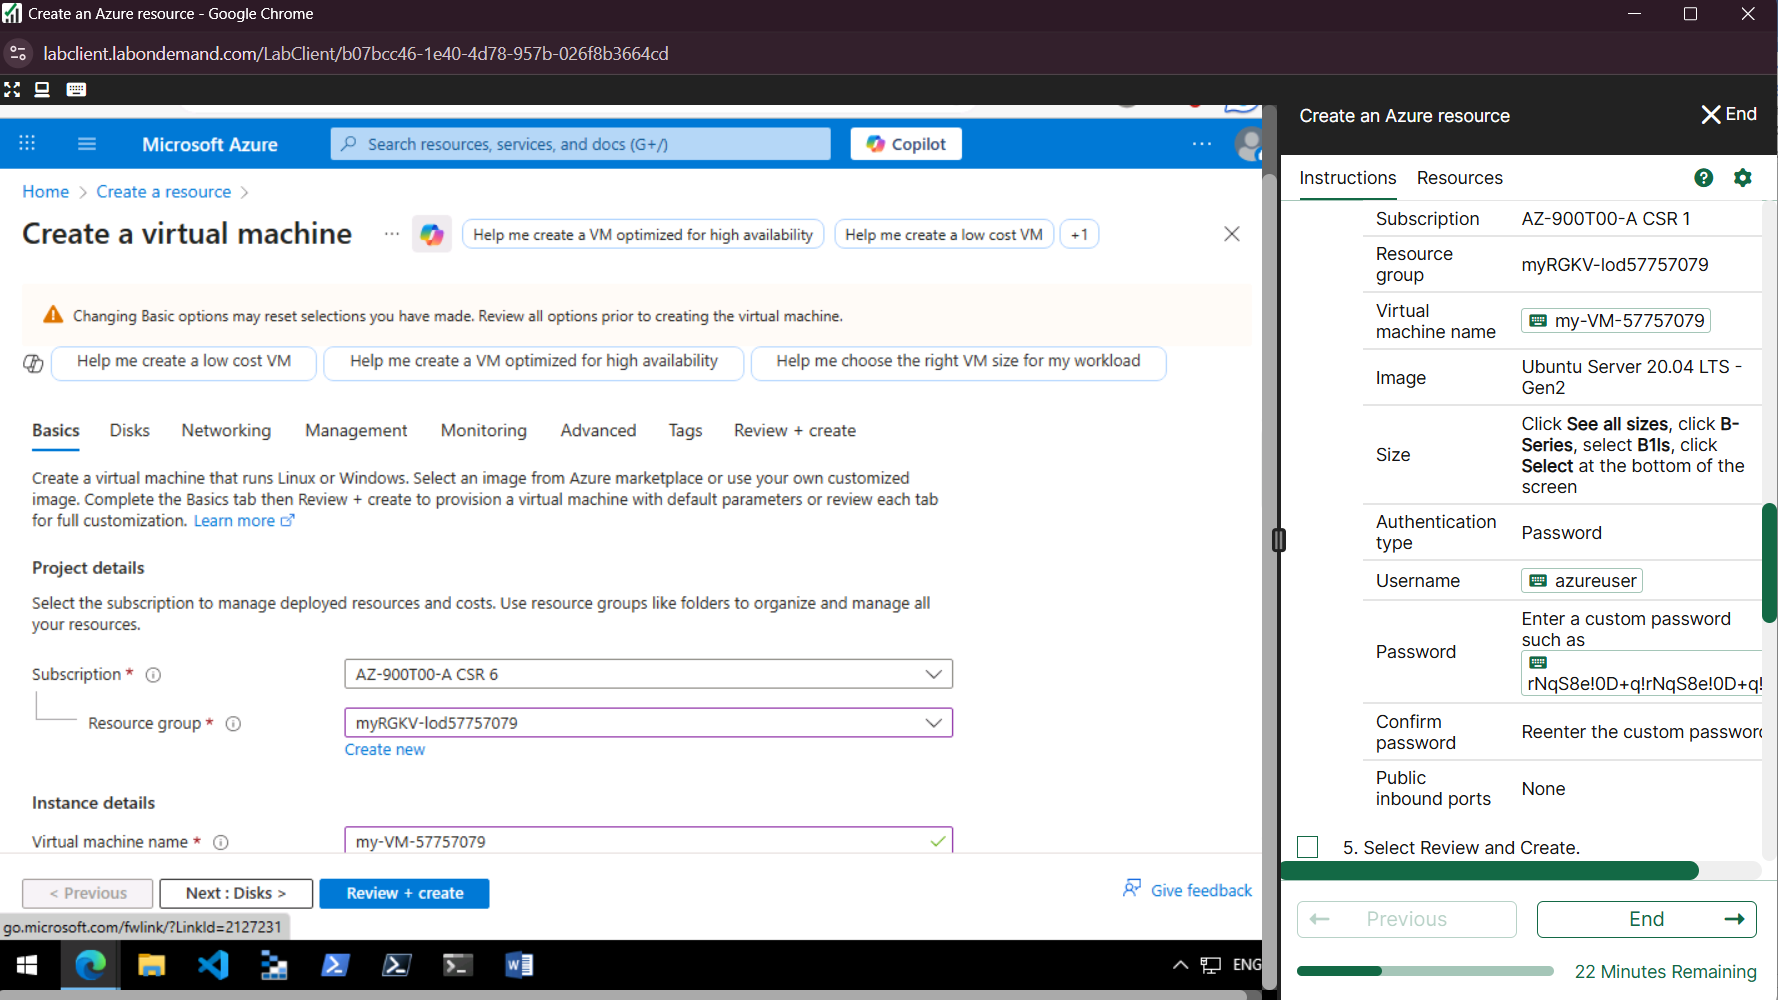 Create an Azure resource - Google Chrome
labclient.labondemand.com/LabClient/b07bcc46-1e40-4d78-957b-026f8b3664cd
Microsoft Azure
Search resources, services, and docs (G+/)
Copilot
Home > Create a resource >
Create a virtual machine
Help me create a VM optimized for high availability
Help me create a low cost VM
+1
Changing Basic options may reset selections you have made. Review all options prior to creating the virtual machine.
Help me create a low cost VM
Help me create a VM optimized for high availability
Help me choose the right VM size for my workload
Basics Disks Networking Management Monitoring Advanced Tags Review + create
Create a virtual machine that runs Linux or Windows. Select an image from Azure marketplace or use your own customized
image. Complete the Basics tab then Review + create to provision a virtual machine with default parameters or review each tab
for full customization. Learn more
Project details
Select the subscription to manage deployed resources and costs. Use resource groups like folders to organize and manage all
your resources.
Subscription *
AZ-900T00-A CSR 6
Resource group *
myRGKV-lod57757079
Create new
Instance details
Virtual machine name *
my-VM-57757079
< Previous
Next : Disks >
Review + create
Give feedback
go.microsoft.com/fwlink/?LinkId=2127231
ENG
Create an Azure resource
End
Instructions Resources
Subscription
AZ-900T00-A CSR 1
Resource
group
myRGKV-lod57757079
Virtual
machine name
my-VM-57757079
Image
Ubuntu Server 20.04 LTS -
Gen2
Size
Click See all sizes, click B-
Series, select B1ls, click
Select at the bottom of the
screen
Authentication
type
Password
Username
azureuser
Password
Enter a custom password
such as
rNqS8e!0D+q!rNqS8e!0D+q!
Confirm
password
Reenter the custom password
Public
inbound ports
None
5. Select Review and Create.
Previous
End
22 Minutes Remaining